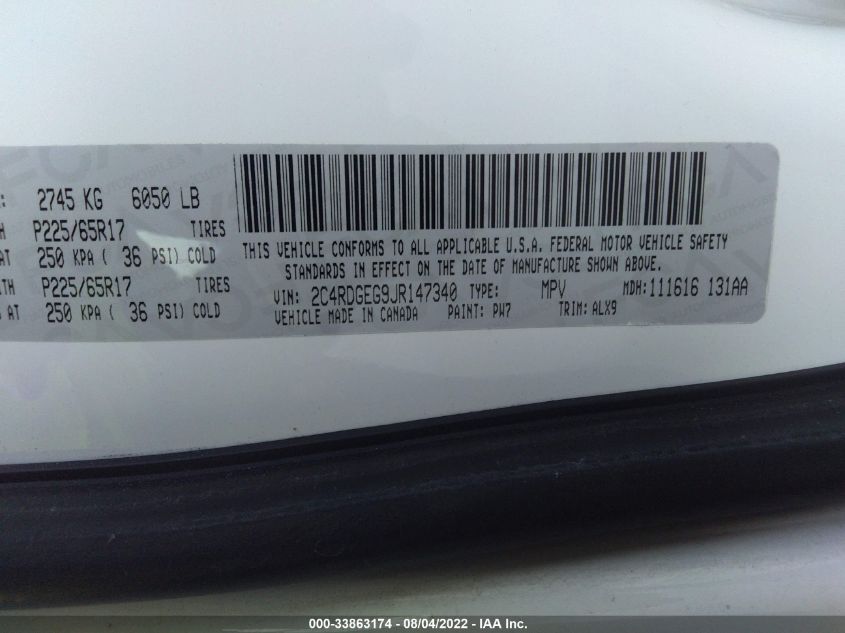 : 2745 KG 6050 LB
H P225/65R17 TIRES
AT 250 KPA ( 36 PSI) COLD
TH P225/65R17 TIRES
S AT 250 KPA ( 36 PSI) COLD
THIS VEHICLE CONFORMS TO ALL APPLICABLE U.S.A. FEDERAL MOTOR VEHICLE SAFETY
STANDARDS IN EFFECT ON THE DATE OF MANUFACTURE SHOWN ABOVE.
VIN: 2C4RDGEG9JR147340 TYPE: MPV MDH:111616 131AA
VEHICLE MADE IN CANADA PAINT: PW7 TRIM: ALX9
000-33863174 - 08/04/2022 - IAA Inc.